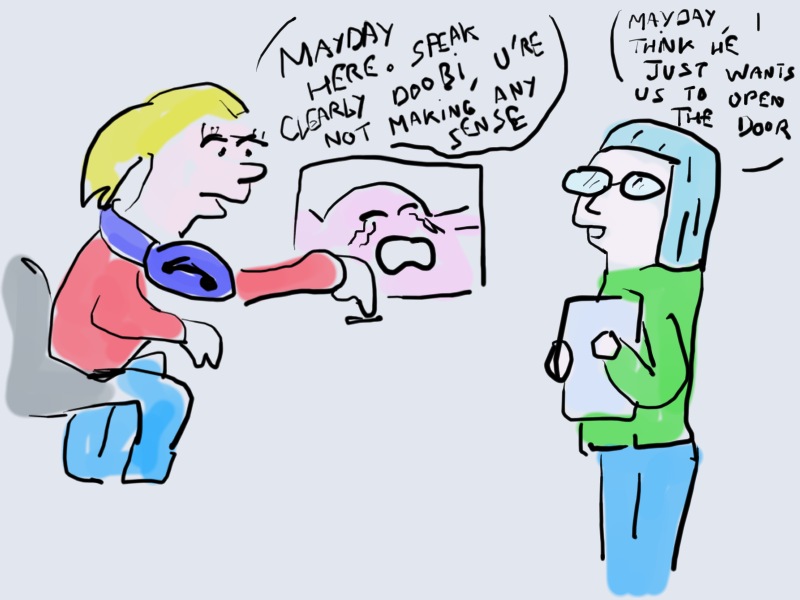 MAYDAY
HERE. SPEAK
CLEARLY DOOBI, U'RE
NOT MAKING ANY
SENSE
MAYDAY, I
THINK HE
JUST WANTS
US TO OPEN
THE DOOR